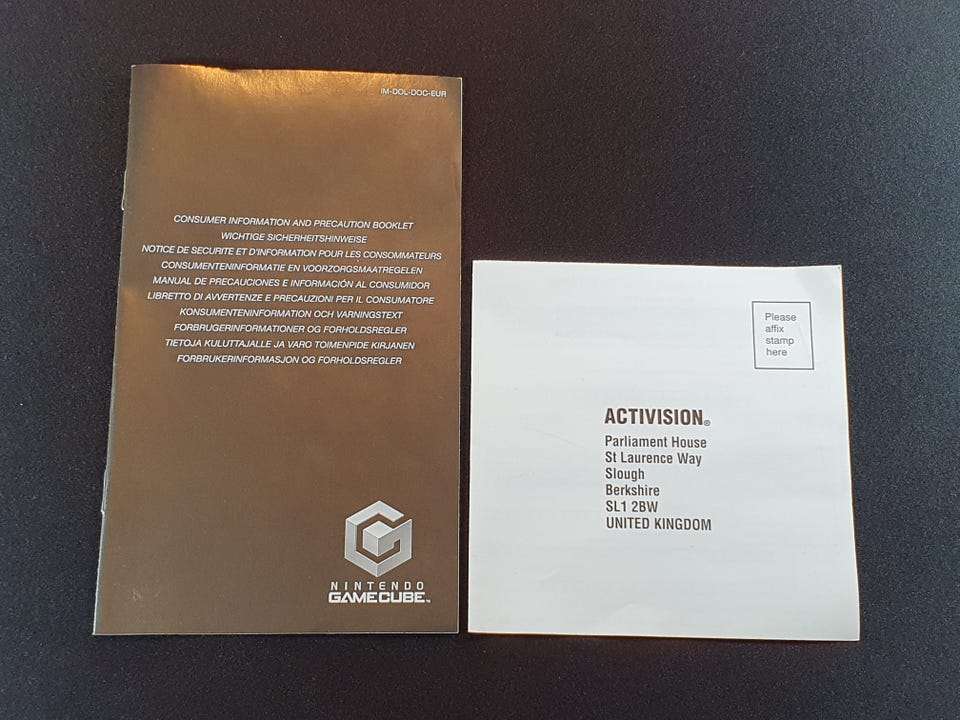 IM-DOL-DOC-EUR
CONSUMER INFORMATION AND PRECAUTION BOOKLET
WICHTIGE SICHERHEITSHINWEISE
NOTICE DE SECURITE ET D'INFORMATION POUR LES CONSOMMATEURS
CONSUMENTENINFORMATIE EN VOORZORGSMAATREGELEN
MANUAL DE PRECAUCIONES E INFORMACIÓN AL CONSUMIDOR
LIBRETTO DI AVVERTENZE E PRECAUZIONI PER IL CONSUMATORE
KONSUMENTENINFORMATION OCH VARNINGSTEXT
FORBRUGERINFORMATIONER OG FORHOLDSREGLER
TIETOJA KULUTTAJALLE JA VARO TOIMENPIDE KIRJANEN
FORBRUKERINFORMASJON OG FORHOLDSREGLER
NINTENDO
GAMECUBE™
Please
affix
stamp
here
ACTIVISION®
Parliament House
St Laurence Way
Slough
Berkshire
SL1 2BW
UNITED KINGDOM